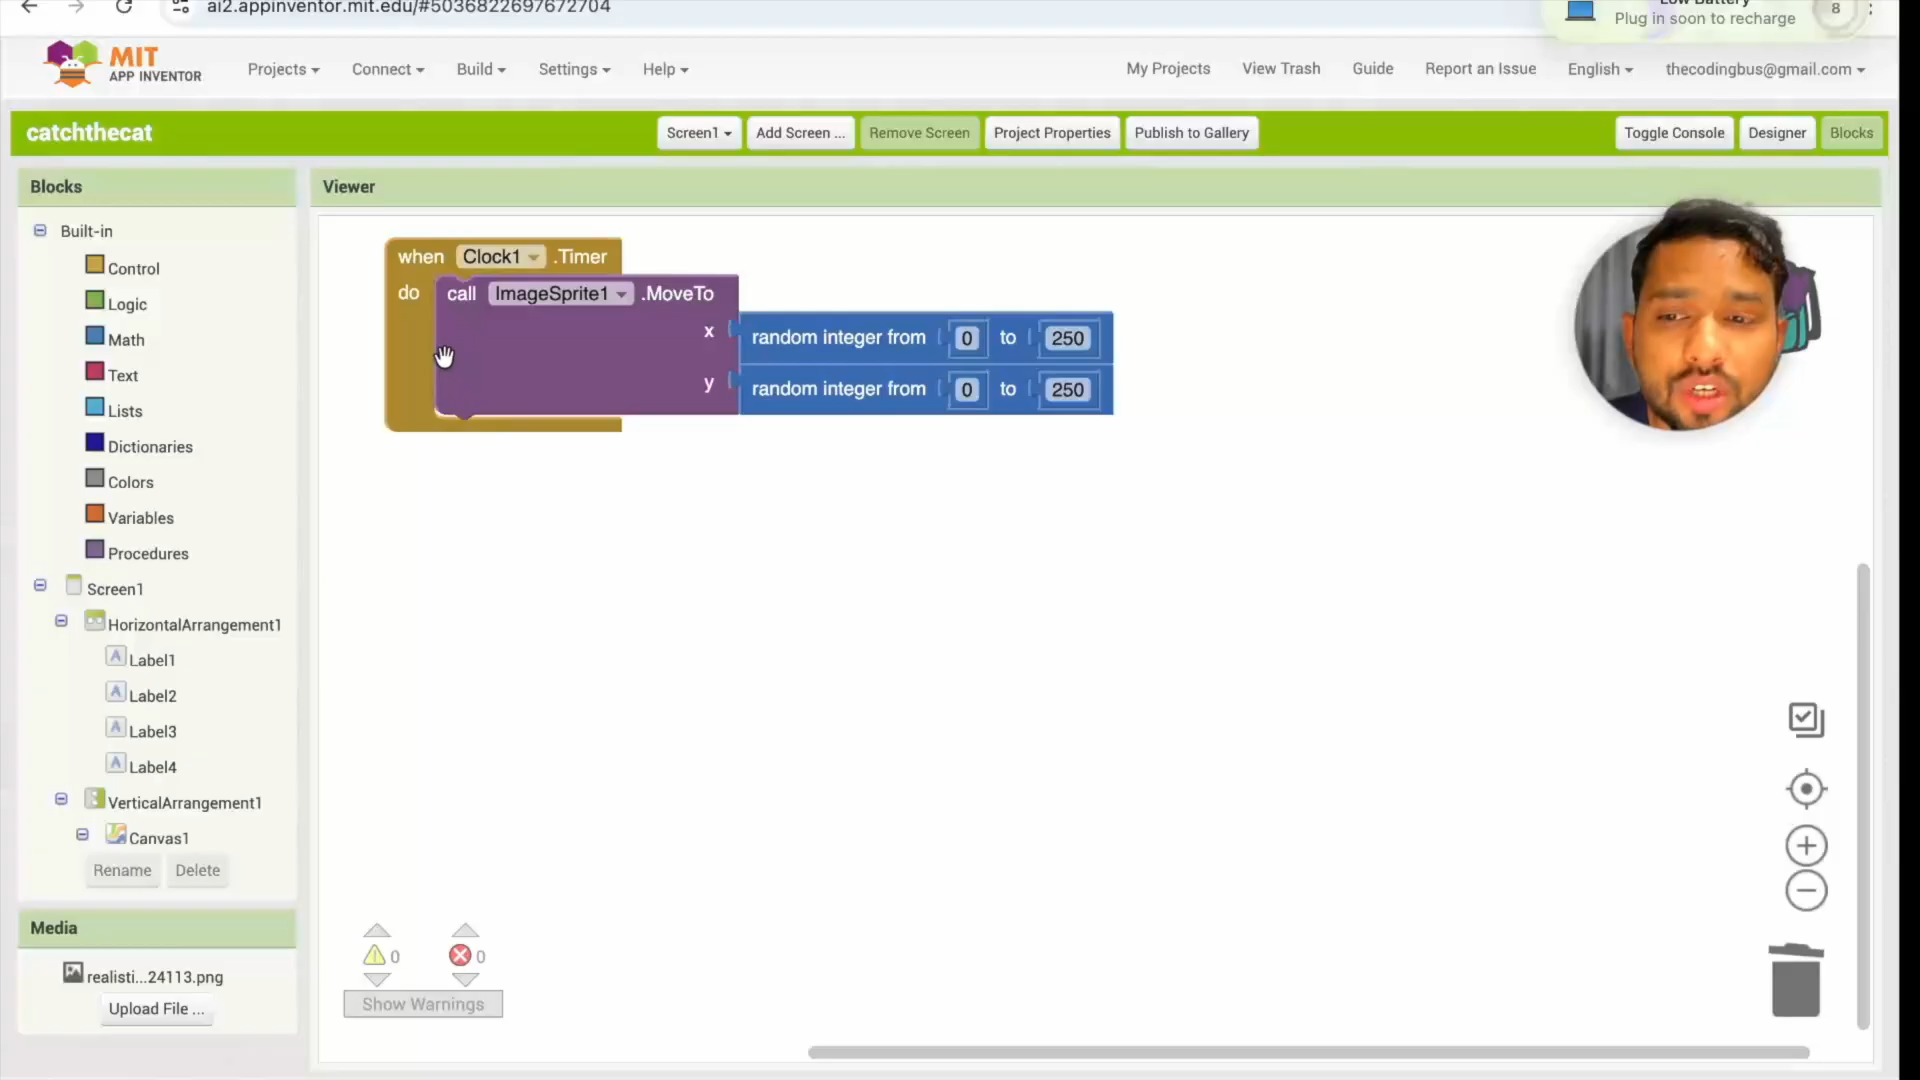 ai2.appinventor.mit.edu/#5036822697672704
Low Battery
Plug in soon to recharge
8
MIT
APP INVENTOR
Projects
Connect
Build
Settings
Help
My Projects
View Trash
Guide
Report an Issue
English
thecodingbus@gmail.com
catchthecat
Screen1
Add Screen ...
Remove Screen
Project Properties
Publish to Gallery
Toggle Console
Designer
Blocks
Blocks
Viewer
Built-in
Control
Logic
Math
Text
Lists
Dictionaries
Colors
Variables
Procedures
Screen1
HorizontalArrangement1
A Label1
A Label2
A Label3
A Label4
VerticalArrangement1
Canvas1
Rename
Delete
Media
realisti...24113.png
Upload File ...
when Clock1 .Timer
do call ImageSprite1 .MoveTo
x random integer from 0 to 250
y random integer from 0 to 250
0
0
Show Warnings